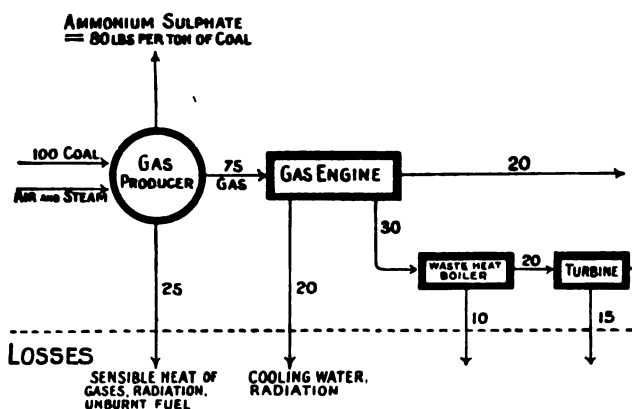 AMMONIUM SULPHATE
= 80 LBS PER TON OF COAL
100 COAL
AIR AND STEAM
GAS
PRODUCER
75
GAS
GAS ENGINE
20
30
WASTE HEAT
BOILER
20
TURBINE
25
20
10
15
LOSSES
SENSIBLE HEAT OF
GASES, RADIATION,
UNBURNT FUEL
COOLING WATER,
RADIATION